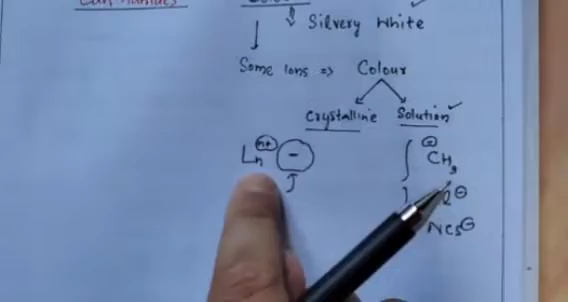 Silvery White
Some Ions ⇒ Colour
Crystalline Solution ✓
Ln n+ − ⊖CH3
NCS⊖